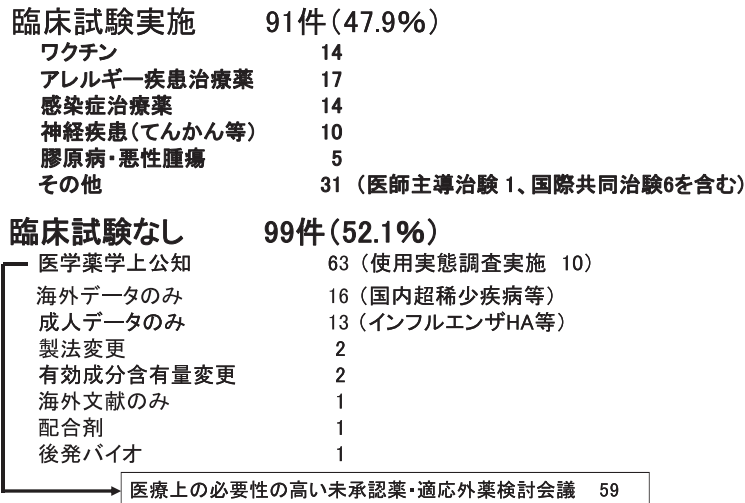 臨床試験実施 91件(47.9%)
ワクチン 14
アレルギー疾患治療薬 17
感染症治療薬 14
神経疾患(てんかん等) 10
膠原病・悪性腫瘍 5
その他 31 (医師主導治験 1、国際共同治験6を含む)
臨床試験なし 99件(52.1%)
医学薬学上公知 63 (使用実態調査実施 10)
海外データのみ 16 (国内超稀少疾病等)
成人データのみ 13 (インフルエンザHA等)
製法変更 2
有効成分含有量変更 2
海外文献のみ 1
配合剤 1
後発バイオ 1
医療上の必要性の高い未承認薬・適応外薬検討会議 59